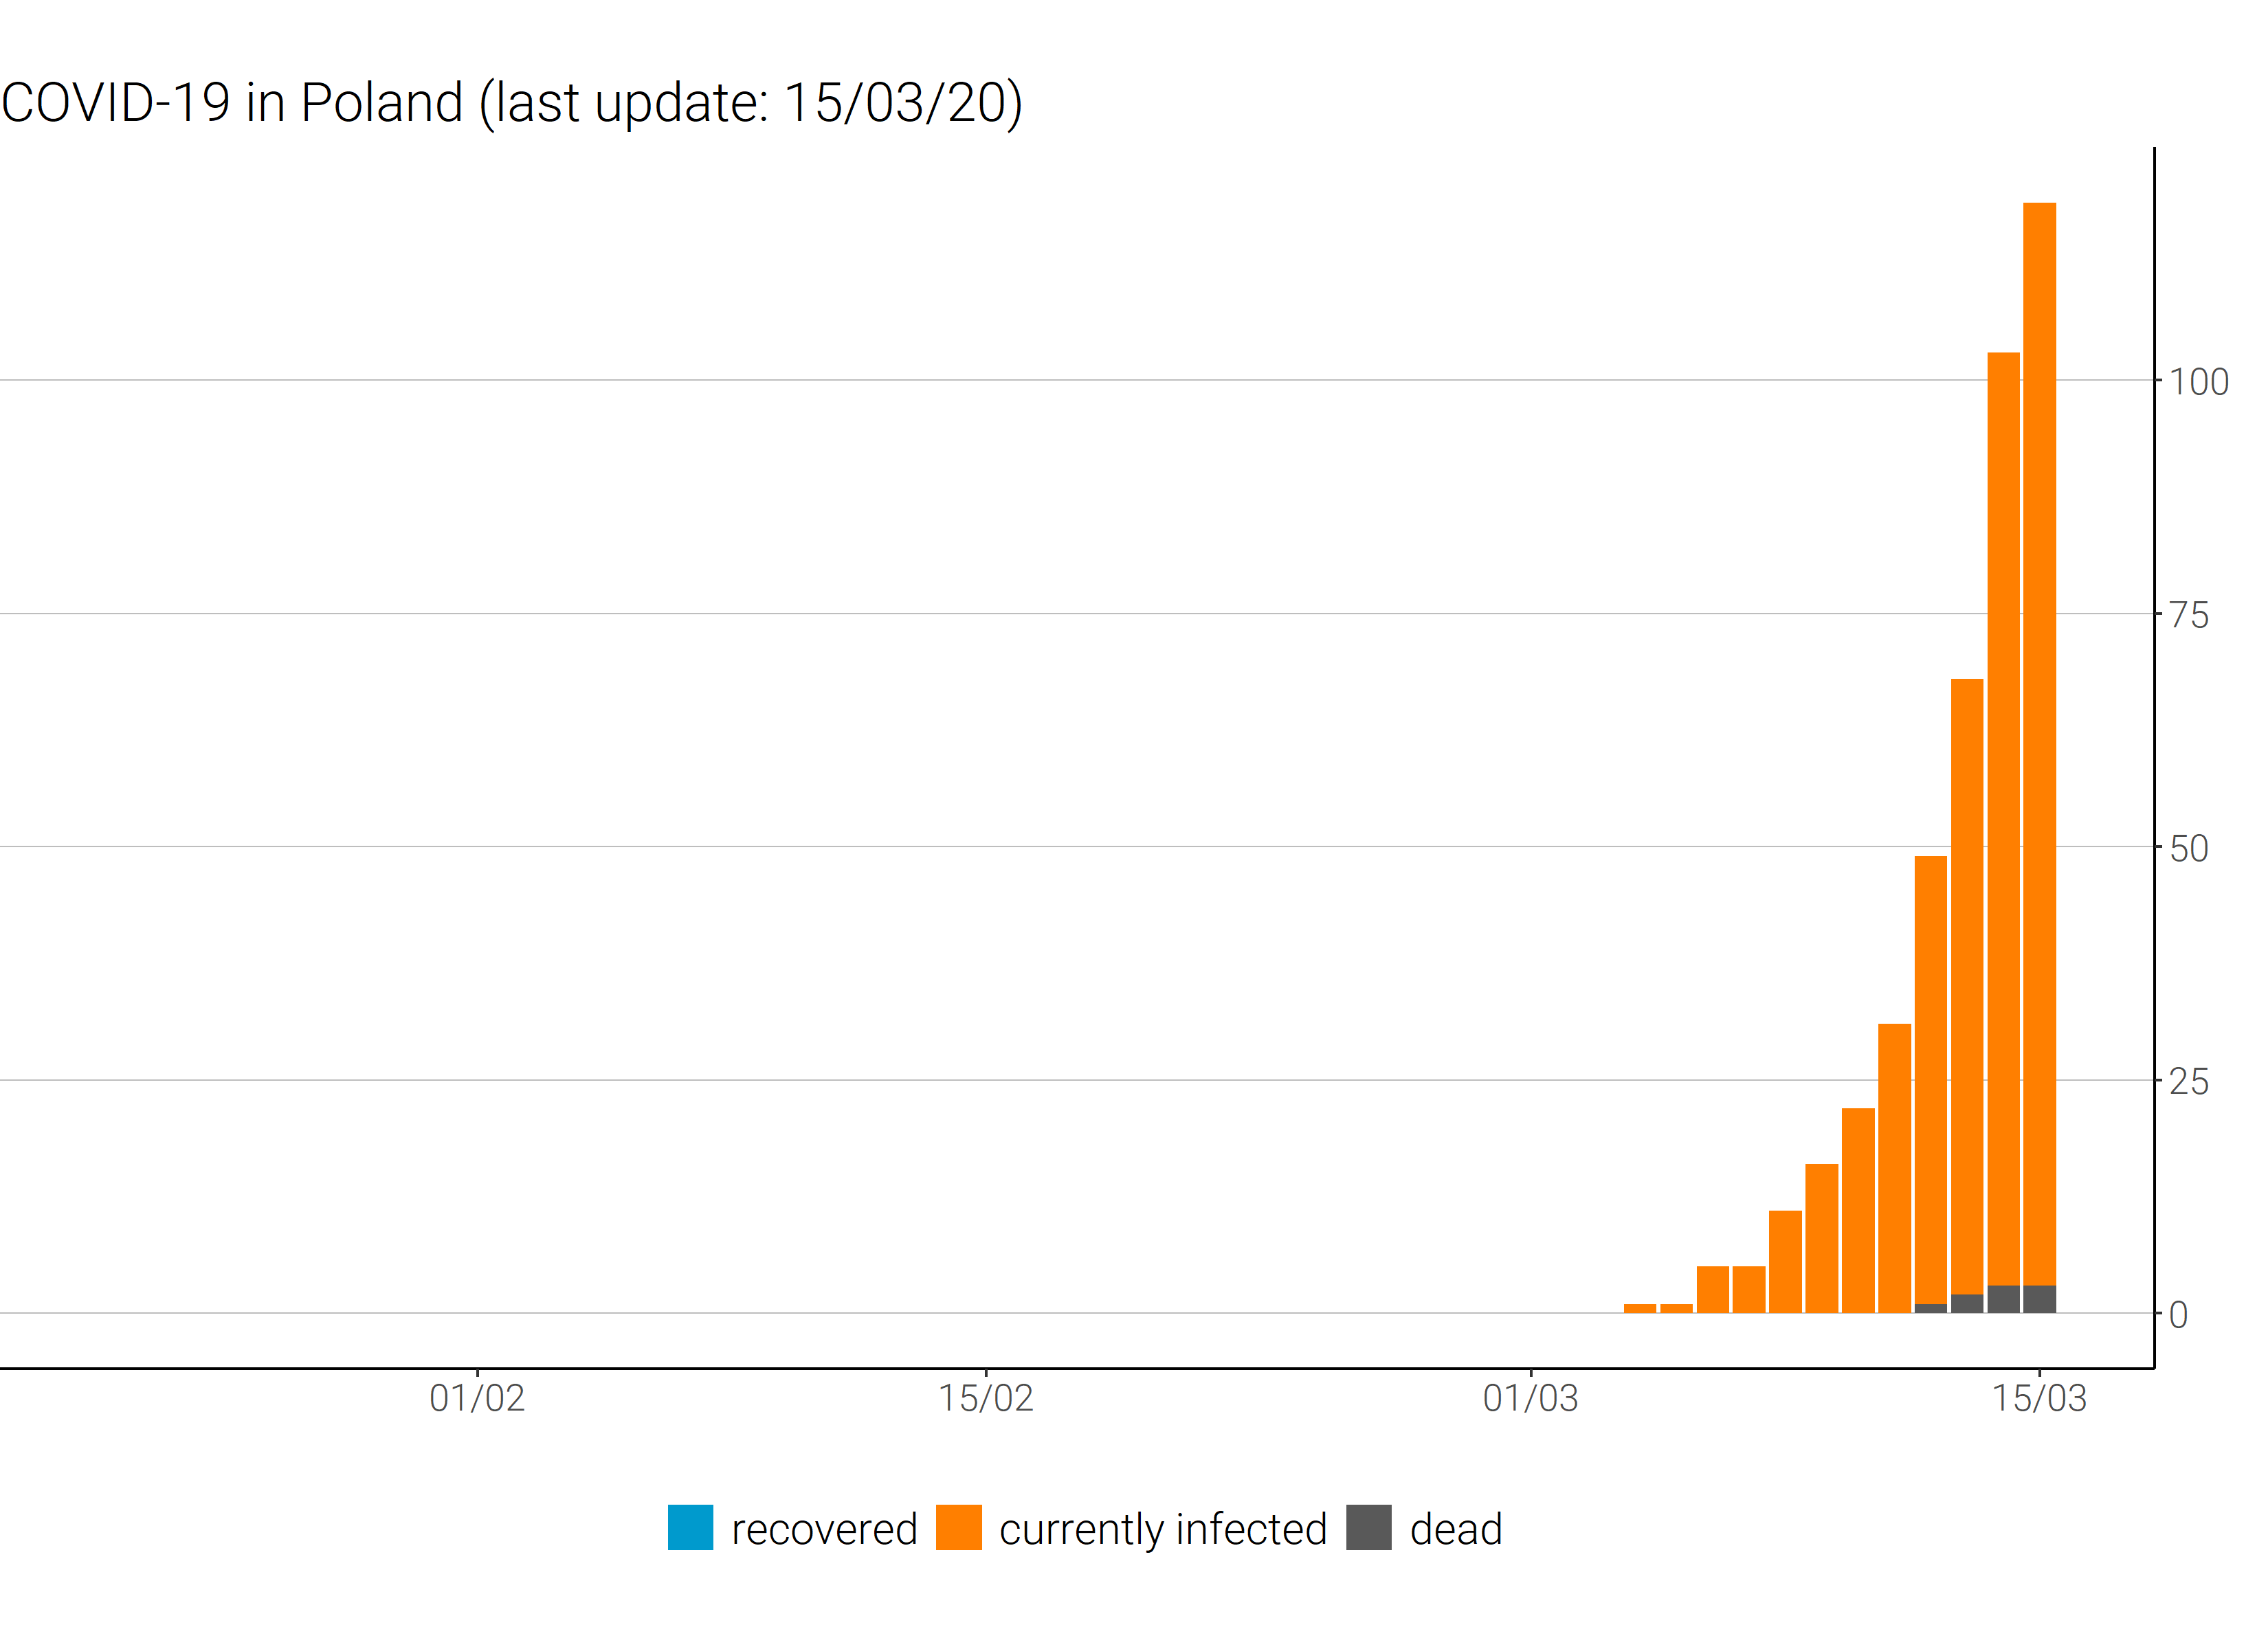 COVID-19 in Poland (last update: 15/03/20)
100
75
50
25
0
01/02 15/02 01/03 15/03
recovered currently infected dead